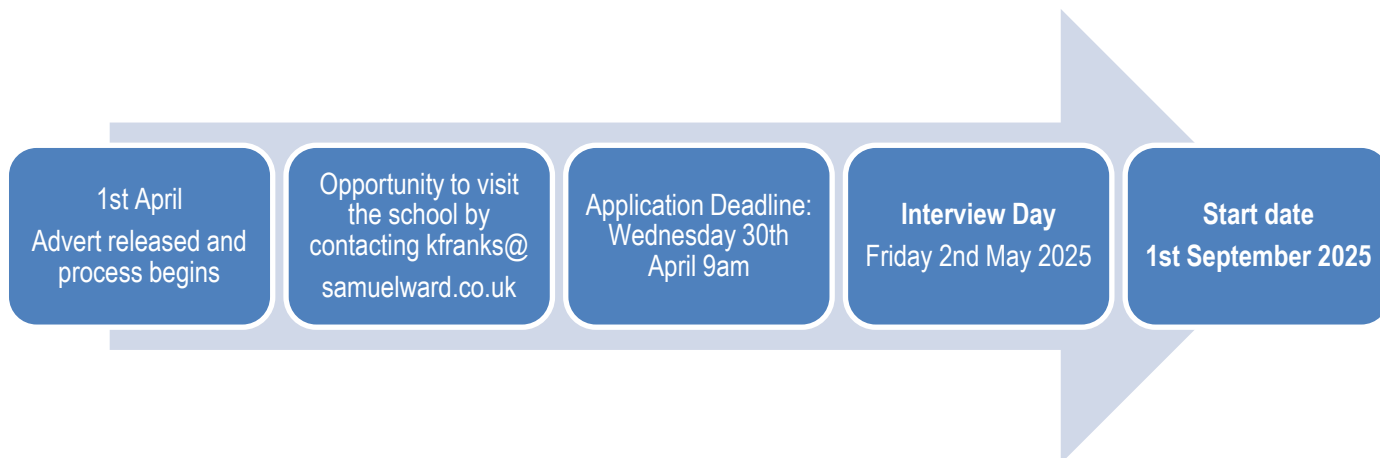 1st April
Advert released and
process begins
Opportunity to visit
the school by
contacting kfranks@
samuelward.co.uk
Application Deadline:
Wednesday 30th
April 9am
Interview Day
Friday 2nd May 2025
Start date
1st September 2025